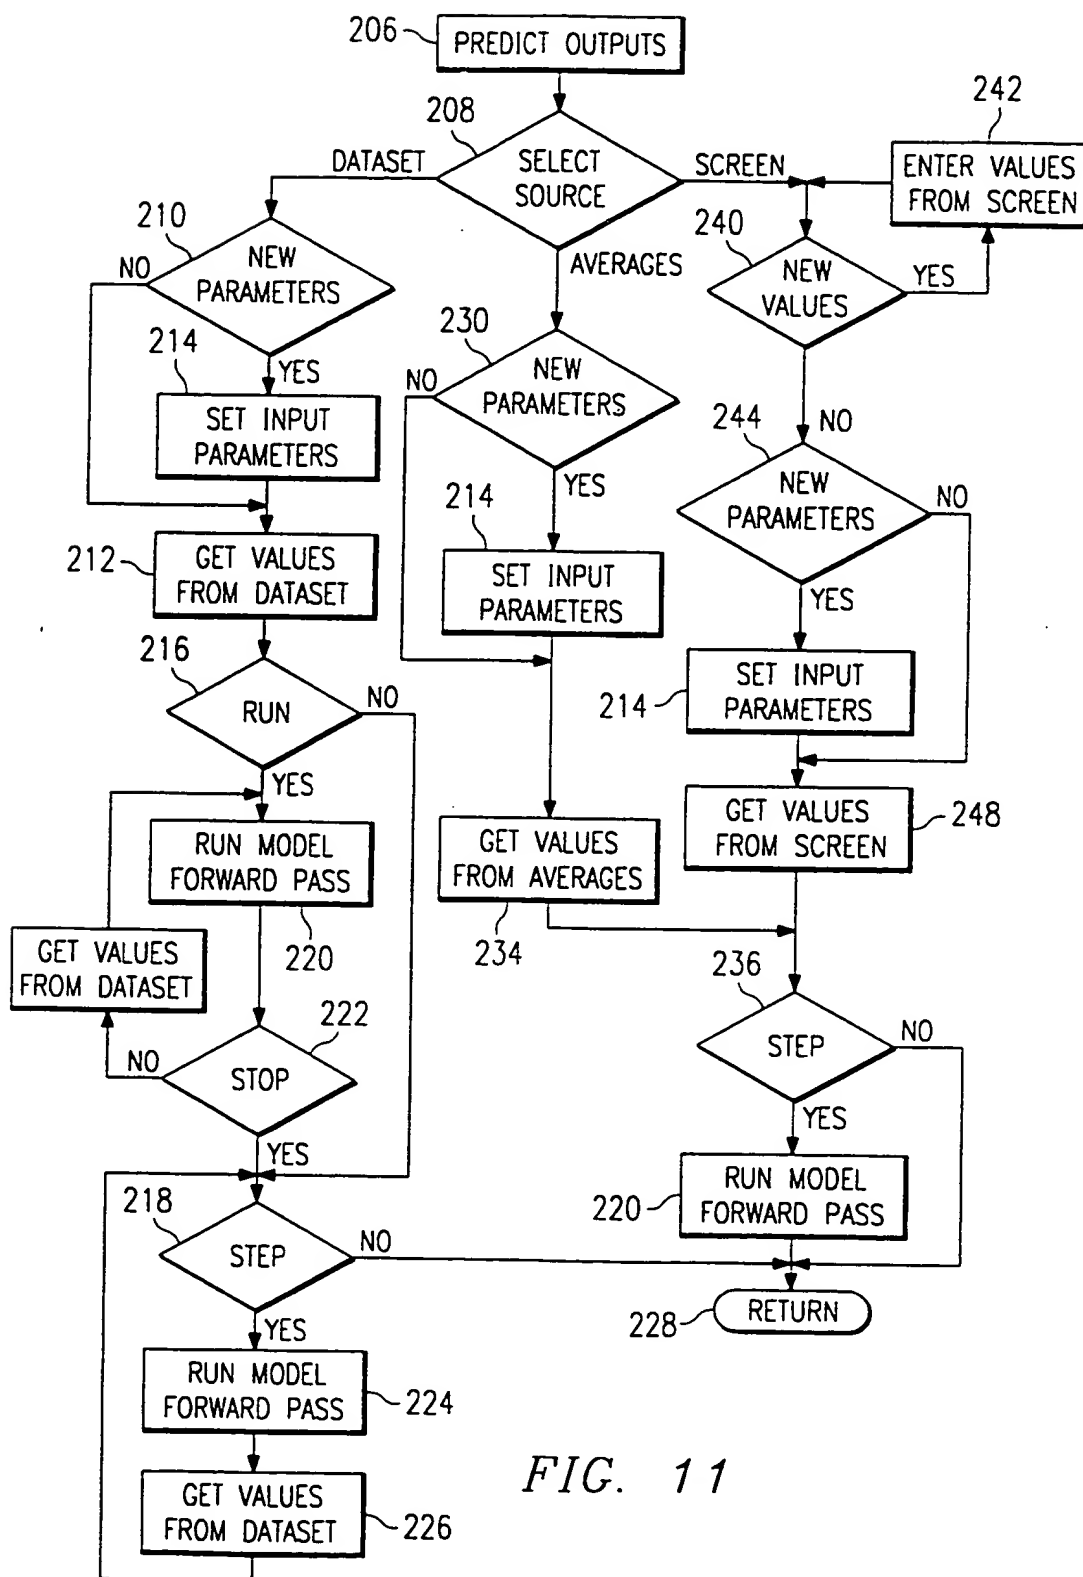 206
PREDICT OUTPUTS
208
SELECT
SOURCE
DATASET
SCREEN
AVERAGES
242
ENTER VALUES
FROM SCREEN
210
NEW
PARAMETERS
NO
YES
240
NEW
VALUES
YES
NO
230
NEW
PARAMETERS
NO
YES
214
SET INPUT
PARAMETERS
244
NEW
PARAMETERS
NO
YES
214
SET INPUT
PARAMETERS
212
GET VALUES
FROM DATASET
214
SET INPUT
PARAMETERS
216
RUN
NO
YES
GET VALUES
FROM SCREEN
248
RUN MODEL
FORWARD PASS
220
GET VALUES
FROM AVERAGES
234
GET VALUES
FROM DATASET
222
STOP
NO
YES
236
STEP
NO
YES
220
RUN MODEL
FORWARD PASS
218
STEP
NO
YES
228
RETURN
RUN MODEL
FORWARD PASS
224
GET VALUES
FROM DATASET
226
FIG. 11